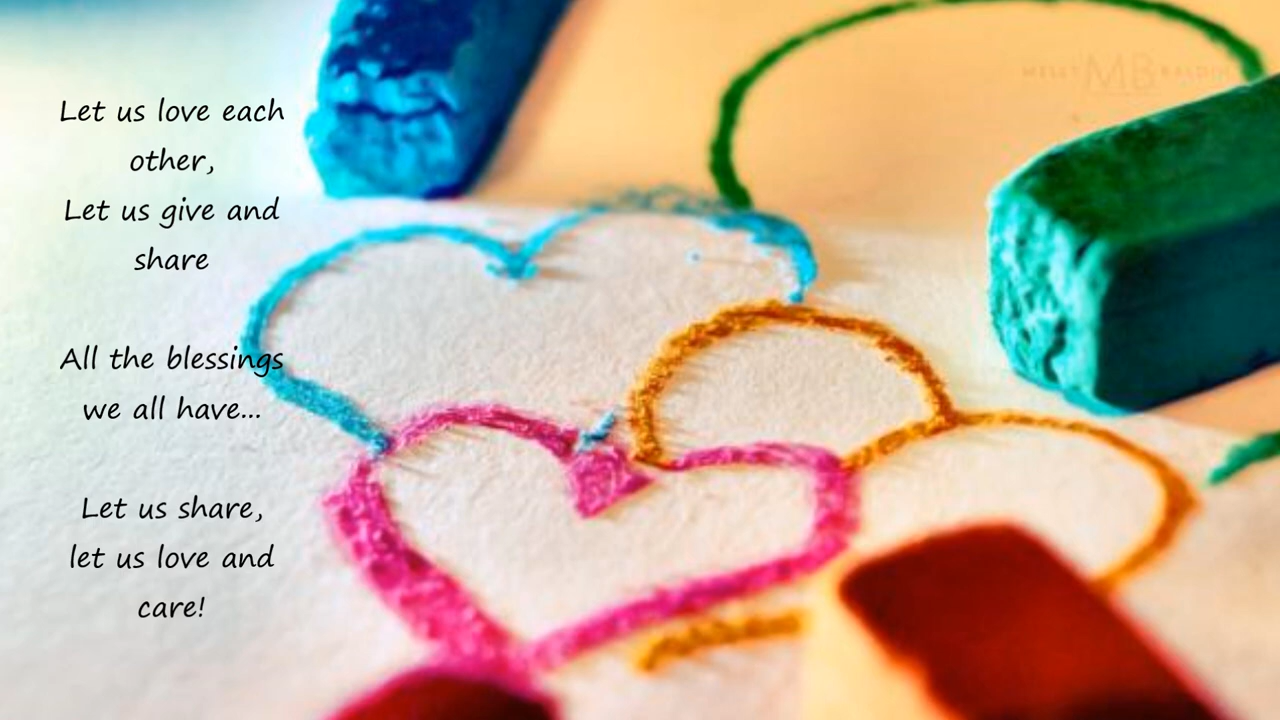 Let us love each
other,
Let us give and
share
All the blessings
we all have...
Let us share,
let us love and
care!
MB